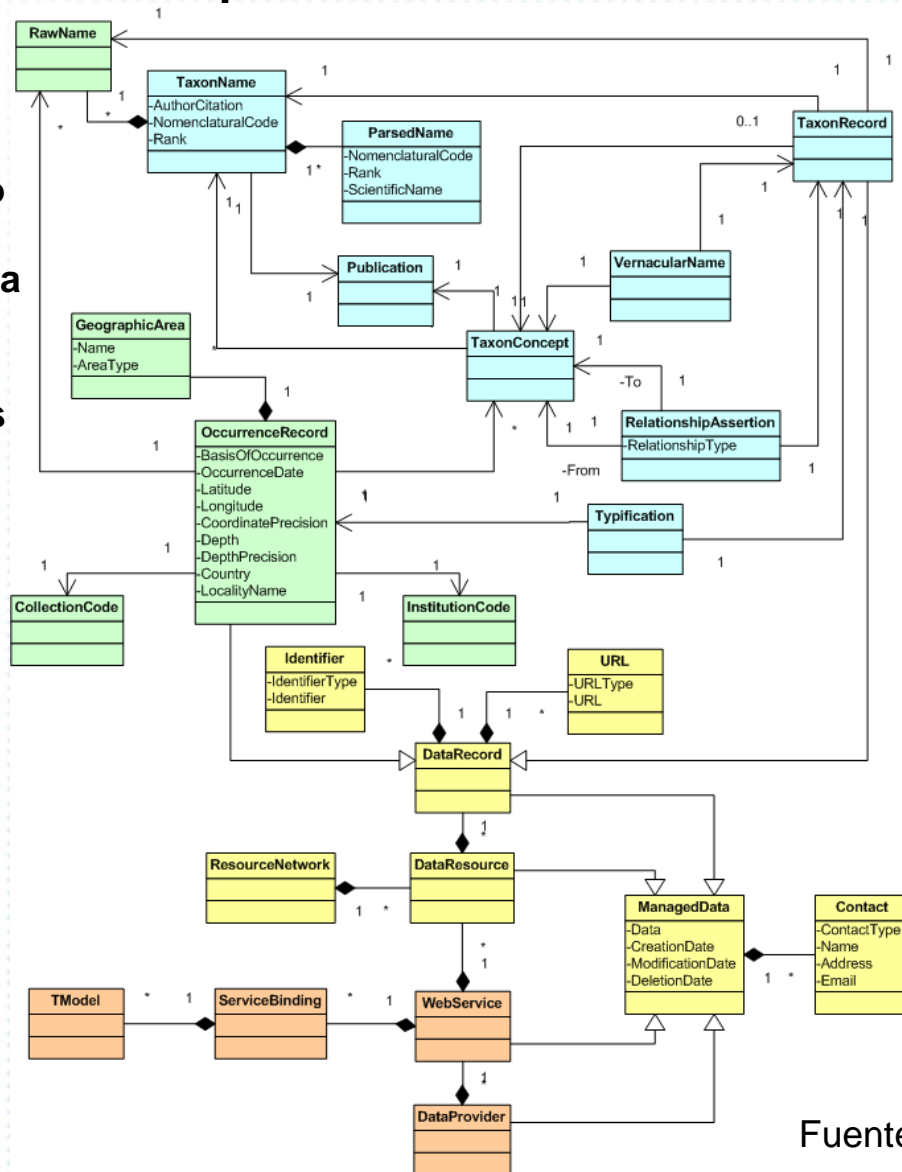 RawName
TaxonName
-AuthorCitation
-NomenclaturalCode
-Rank
ParsedName
-NomenclaturalCode
-Rank
-ScientificName
TaxonRecord
Publication
VernacularName
GeographicArea
-Name
-AreaType
TaxonConcept
OccurrenceRecord
-BasisOfOccurrence
-OccurrenceDate
-Latitude
-Longitude
-CoordinatePrecision
-Depth
-DepthPrecision
-Country
-LocalityName
-To
RelationshipAssertion
-RelationshipType
-From
Typification
CollectionCode
InstitutionCode
Identifier
-IdentifierType
-Identifier
URL
-URLType
-URL
DataRecord
ResourceNetwork
DataResource
ManagedData
-Data
-CreationDate
-ModificationDate
-DeletionDate
Contact
-ContactType
-Name
-Address
-Email
TModel
ServiceBinding
WebService
DataProvider
Fuente
0..1